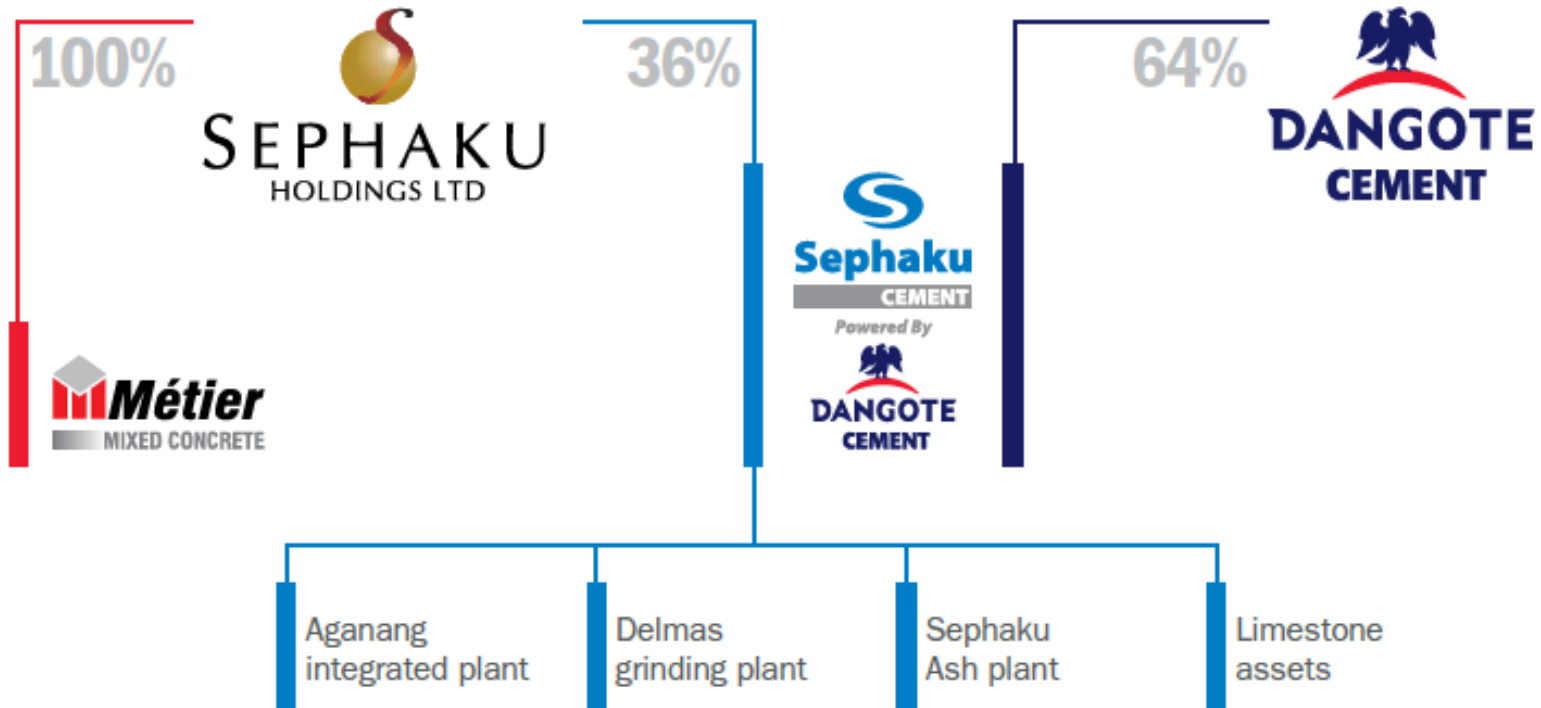 100%
SEPHAKU
HOLDINGS LTD
36%
64%
DANGOTE
CEMENT
Sephaku
CEMENT
Powered By
DANGOTE
CEMENT
Métier
MIXED CONCRETE
Aganang
integrated plant
Delmas
grinding plant
Sephaku
Ash plant
Limestone
assets